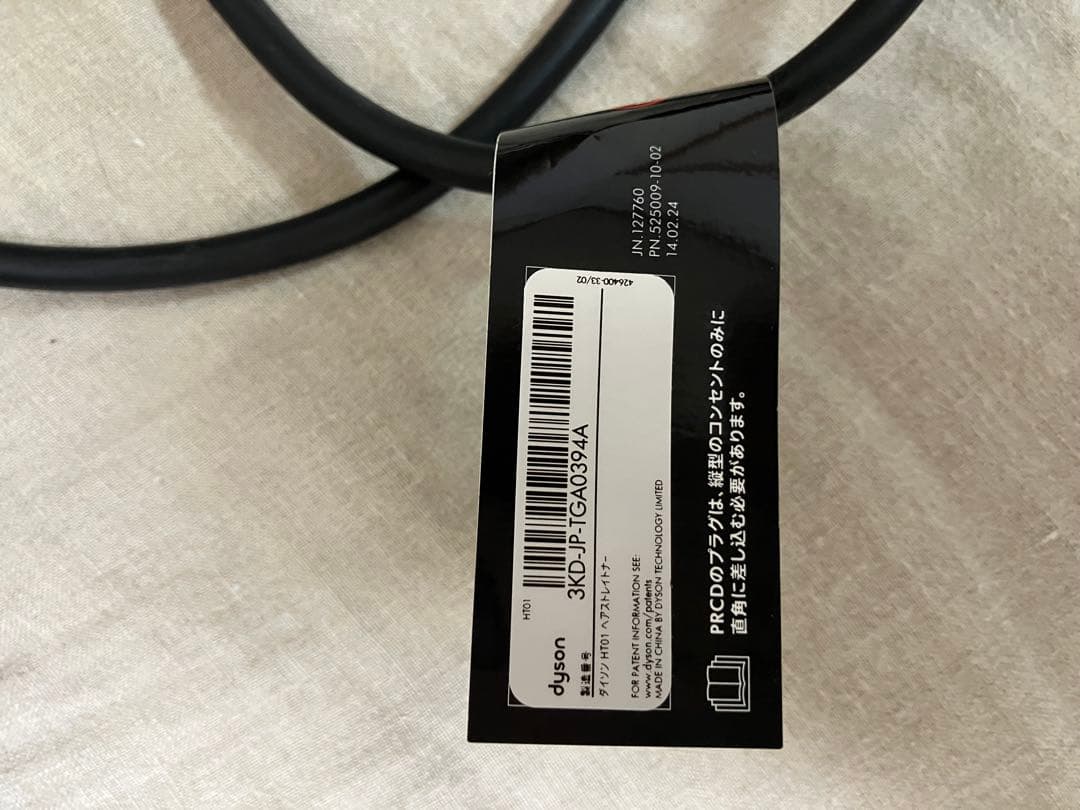 JN.127760
PN.525009-10-02
14.02.24
426400-33/02
HT01
dyson
製造番号
3KD-JP-TGA0394A
ダイソン HT01 ヘアストレイトナー
FOR PATENT INFORMATION SEE:
www.dyson.com/patents
MADE IN CHINA BY DYSON TECHNOLOGY LIMITED
PRCDのプラグは、縦型のコンセントのみに
直角に差し込む必要があります。